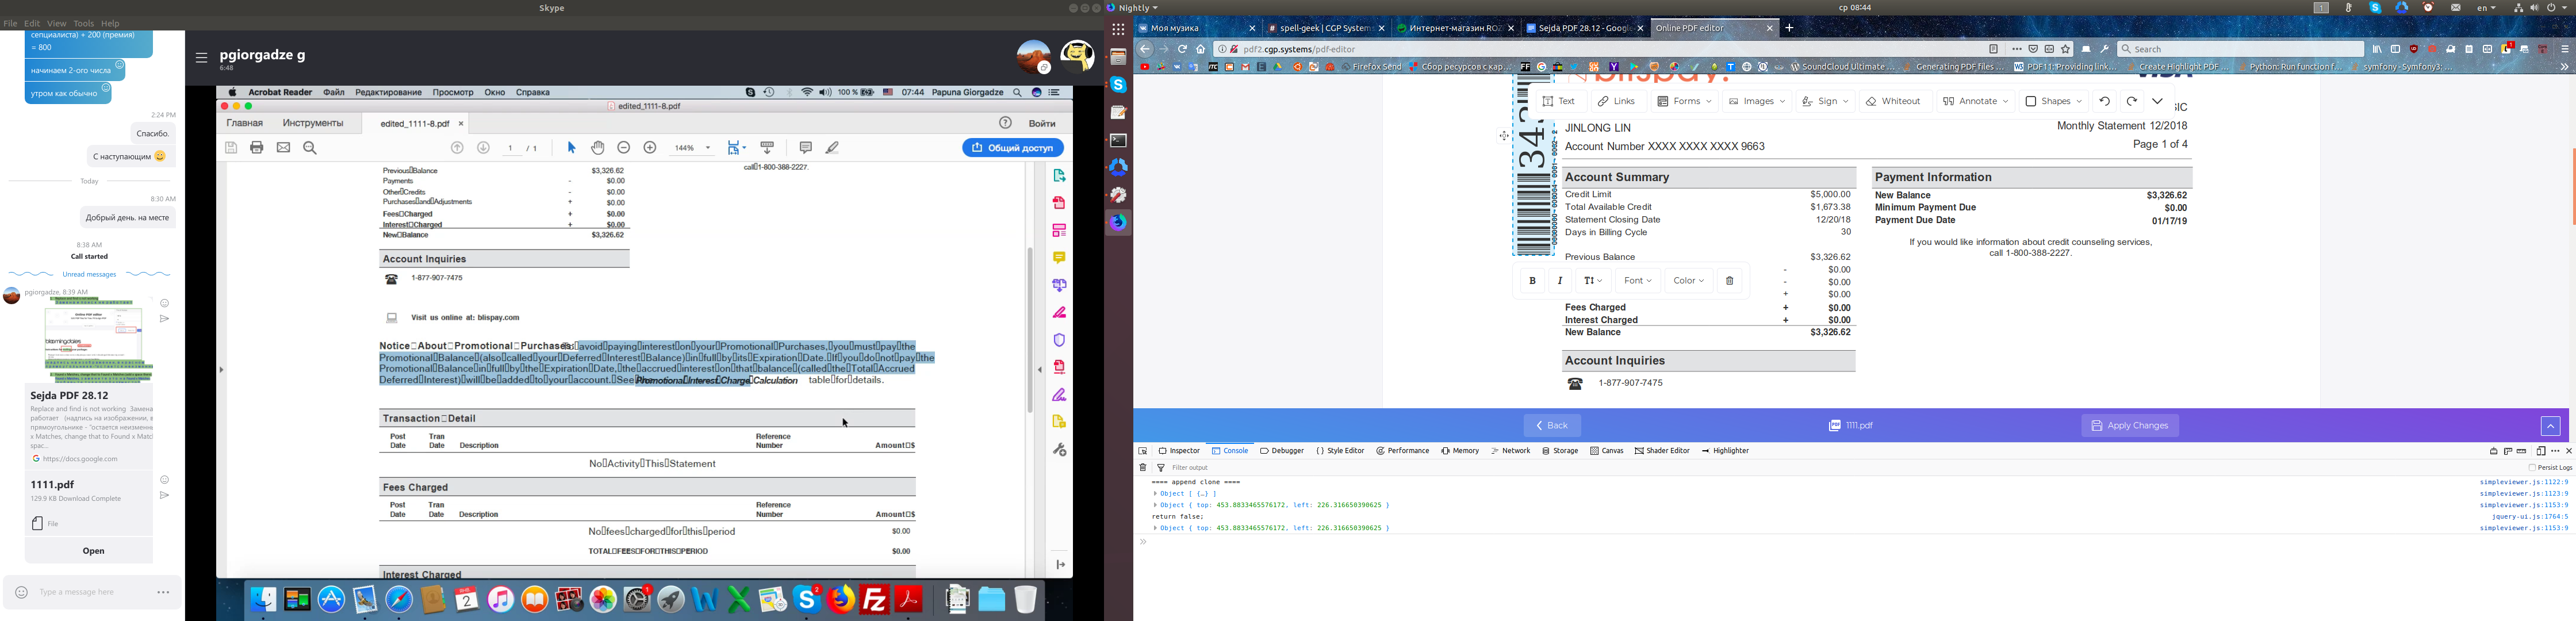 Skype
File Edit View Tools Help
сепциалиста) + 200 (премия)
= 800
начинаем 2-ого числа
утром как обычно
2:24 PM
Спасибо.
С наступающим
Today
8:30 AM
Добрый день. на месте
8:38 AM
Call started
Unread messages
pgiorgadze, 8:39 AM
Sejda PDF 28.12
Replace and find is not working Замена
работает (надпись на изображении, в
прямоугольнике - "остается неизменн
x Matches, change that to Found x Matc
spac..
https://docs.google.com
1111.pdf
129.9 KB Download Complete
File
Open
Type a message here
pgiorgadze g
6:48
Acrobat Reader Файл Редактирование Просмотр Окно Справка
100 % 07:44 Papuna Giorgadze
edited_1111-8.pdf
Главная Инструменты edited_1111-8.pdf × Войти
1 / 1 144% Общий доступ
Previous▯Balance $3,326.62
call▯1-800-388-2227.
Payments - $0.00
Other▯Credits - $0.00
Purchases▯and▯Adjustments + $0.00
Fees▯Charged + $0.00
Interest▯Charged + $0.00
New▯Balance $3,326.62
Account Inquiries
1-877-907-7475
Visit us online at: blispay.com
Notice▯About▯Promotional▯Purchases ▯avoid▯paying▯interest▯on▯your▯Promotional▯Purchases,▯you▯must▯pay▯the
Promotional▯Balance▯(also▯called▯your▯Deferred▯Interest▯Balance)▯in▯full▯by▯its▯Expiration▯Date.▯If▯you▯do▯not▯pay▯the
Promotional▯Balance▯in▯full▯by▯the▯Expiration▯Date,▯the▯accrued▯interest▯on▯that▯balance▯(called▯the▯Total▯Accrued
Deferred▯Interest)▯will▯be▯added▯to▯your▯account.▯See▯Promotional▯Interest▯Charge▯Calculation table▯for▯details.
Transaction▯Detail
Post Tran Reference
Date Date Description Number Amount▯$
No▯Activity▯This▯Statement
Fees Charged
Post Tran Reference
Date Date Description Number Amount▯$
No▯fees▯charged▯for▯this▯period $0.00
TOTAL▯FEES▯FOR▯THIS▯PERIOD $0.00
Interest Charged
Nightly
ср 08:44
en
Моя музыка
spell-geek | CGP Systems
Интернет-магазин ROZ
Sejda PDF 28.12 - Google
Online PDF editor
pdf2.cgp.systems/pdf-editor
Search
Firefox Send Сбор ресурсов с кар... SoundCloud Ultimate ... Generating PDF files ... PDF11: Providing link... Create Highlight PDF ... Python: Run function f... symfony - Symfony3: ...
blispay.
VISA
Text Links Forms Images Sign Whiteout Annotate Shapes
JINLONG LIN
Monthly Statement 12/2018
Account Number XXXX XXXX XXXX 9663
Page 1 of 4
Account Summary
Credit Limit $5,000.00
Total Available Credit $1,673.38
Statement Closing Date 12/20/18
Days in Billing Cycle 30
Previous Balance $3,326.62
- $0.00
- $0.00
+ $0.00
Fees Charged + $0.00
Interest Charged + $0.00
New Balance $3,326.62
Payment Information
New Balance $3,326.62
Minimum Payment Due $0.00
Payment Due Date 01/17/19
If you would like information about credit counseling services,
call 1-800-388-2227.
B I T Font Color
Account Inquiries
1-877-907-7475
Back 1111.pdf Apply Changes
Inspector Console Debugger Style Editor Performance Memory Network Storage Canvas Shader Editor Highlighter
Filter output Persist Logs
==== append clone ==== simpleviewer.js:1122:9
Object [ {…} ] simpleviewer.js:1123:9
Object { top: 453.8833465576172, left: 226.316650390625 } simpleviewer.js:1153:9
return false; jquery-ui.js:1764:5
Object { top: 453.8833465576172, left: 226.316650390625 } simpleviewer.js:1153:9